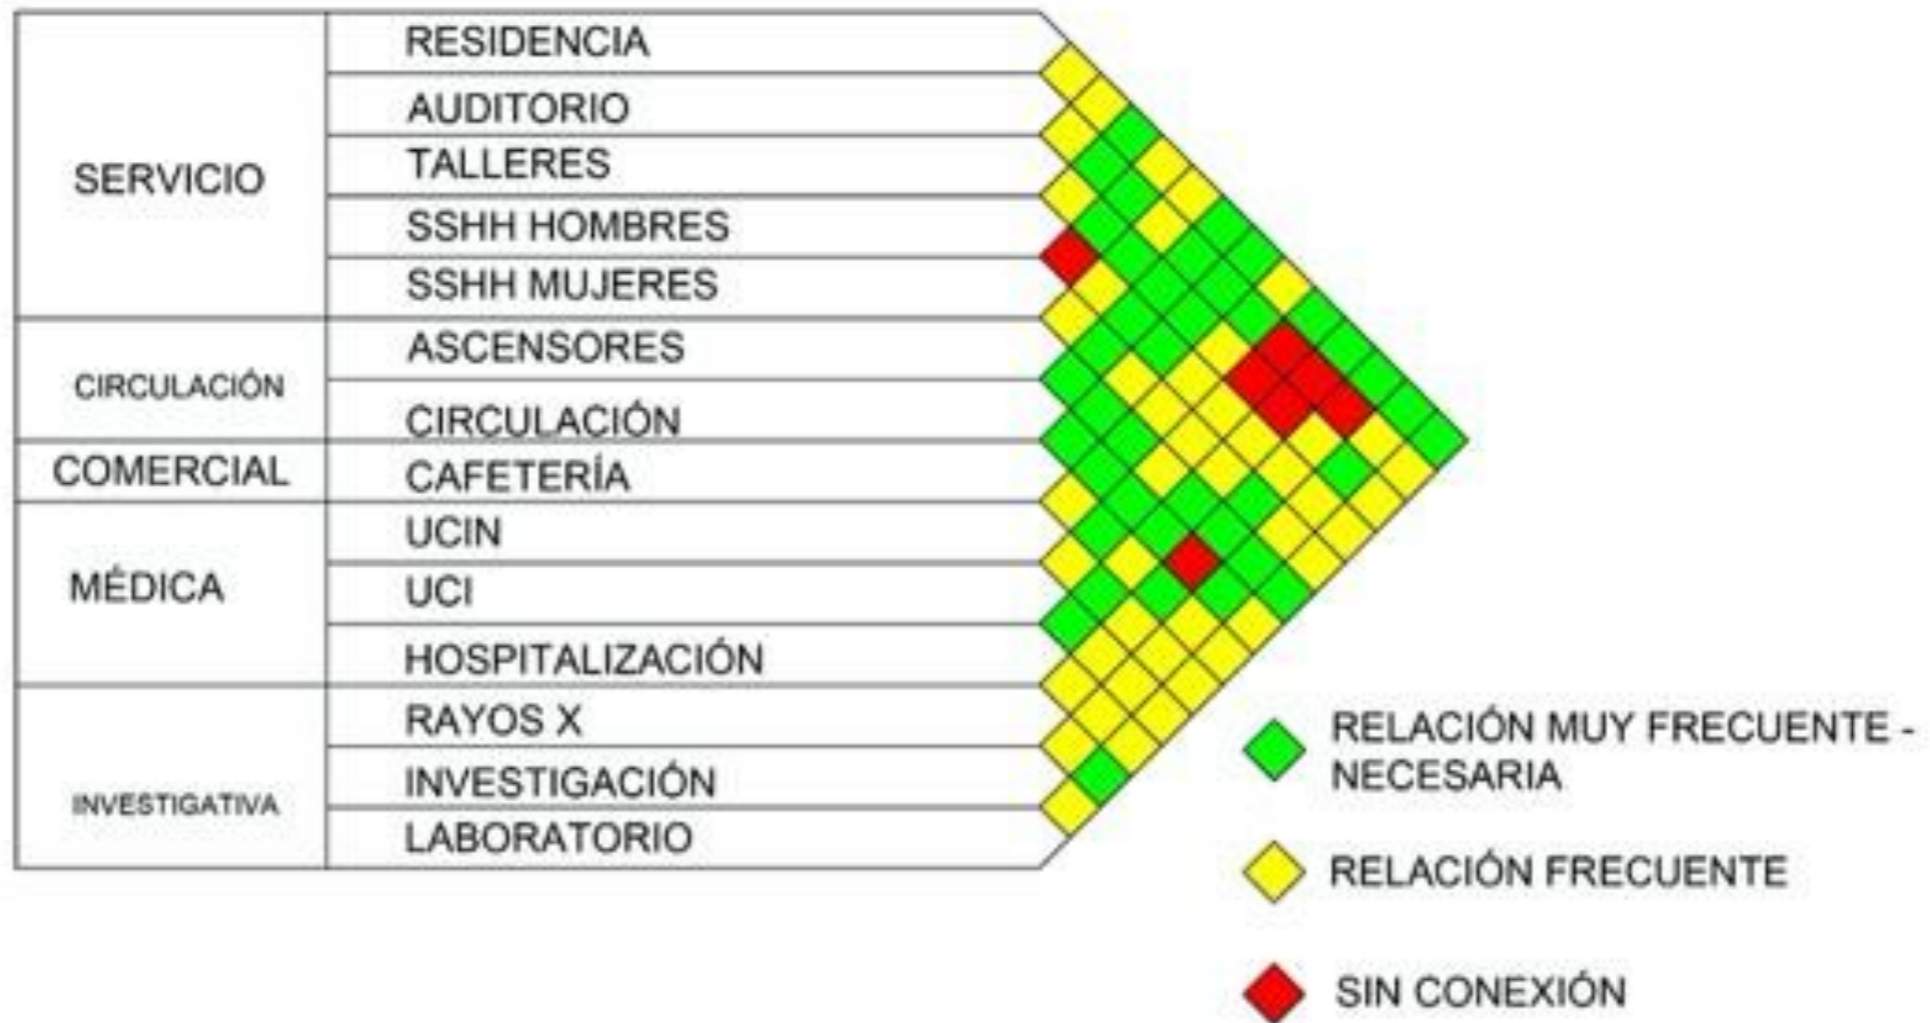 SERVICIO
RESIDENCIA
AUDITORIO
TALLERES
SSHH HOMBRES
SSHH MUJERES
CIRCULACIÓN
ASCENSORES
CIRCULACIÓN
COMERCIAL
CAFETERÍA
MÉDICA
UCIN
UCI
HOSPITALIZACIÓN
INVESTIGATIVA
RAYOS X
INVESTIGACIÓN
LABORATORIO
RELACIÓN MUY FRECUENTE -
NECESARIA
RELACIÓN FRECUENTE
SIN CONEXIÓN